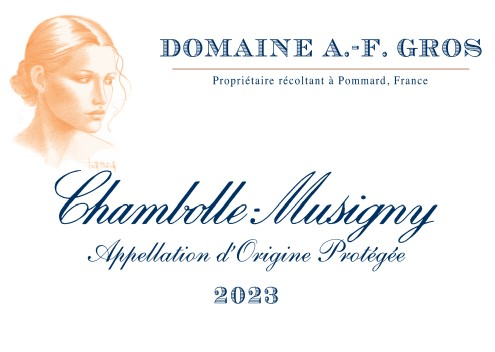 DOMAINE A.-F. GROS
Propriétaire récoltant à Pommard, France
Chambolle-Musigny
Appellation d'Origine Protégée
2023